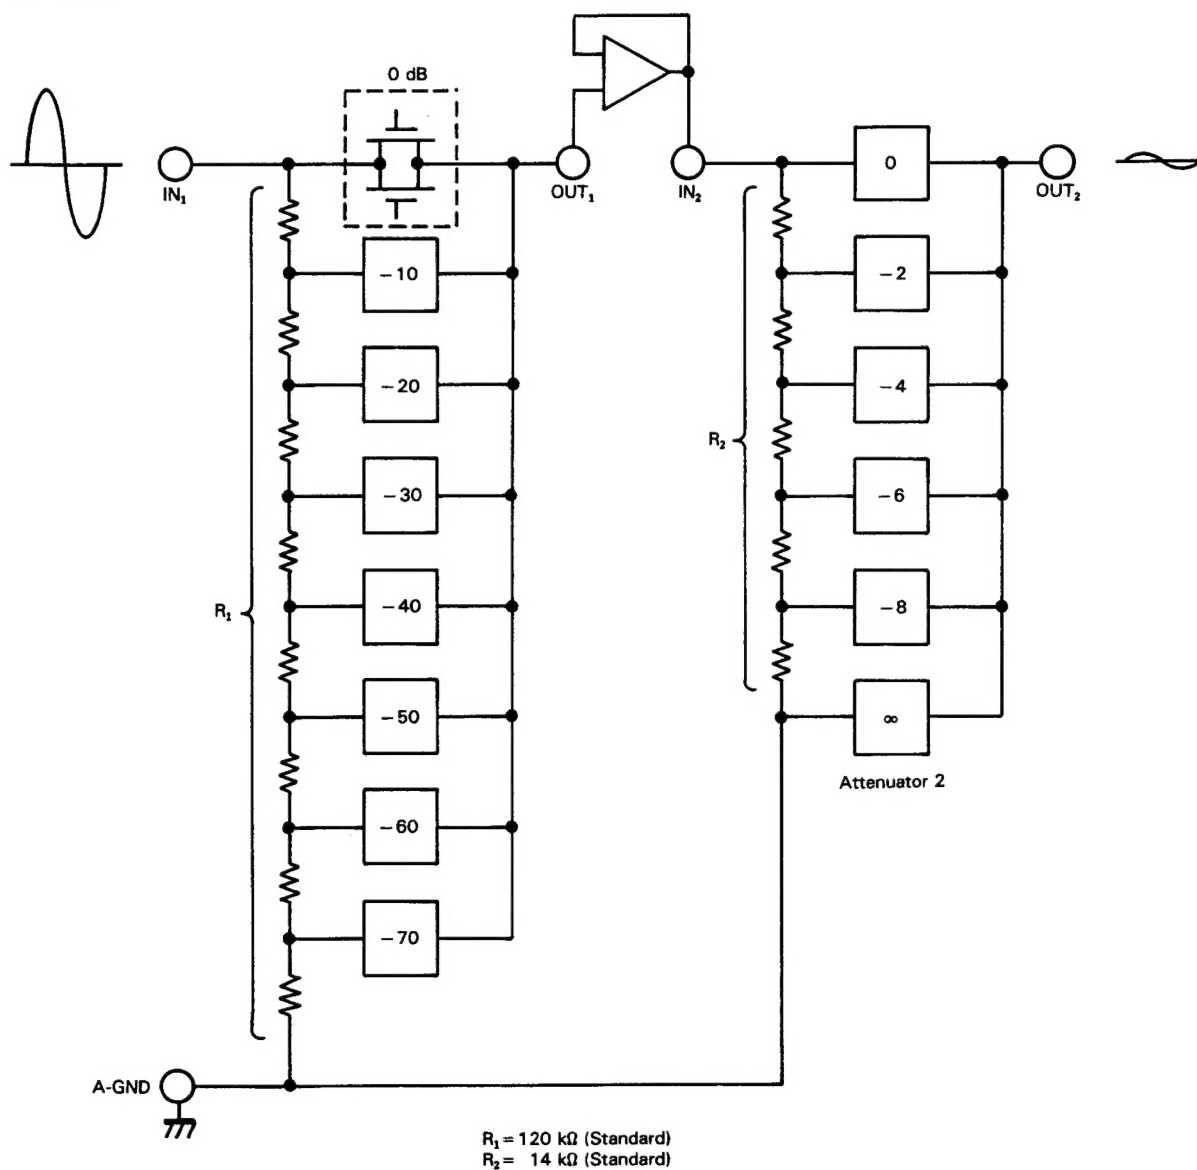 0 dB
IN₁
OUT₁
IN₂
0
OUT₂
−10
−2
−20
−4
R₂
−30
−6
R₁
−40
−8
−50
∞
Attenuator 2
−60
−70
A-GND
R₁ = 120 kΩ (Standard)
R₂ = 14 kΩ (Standard)